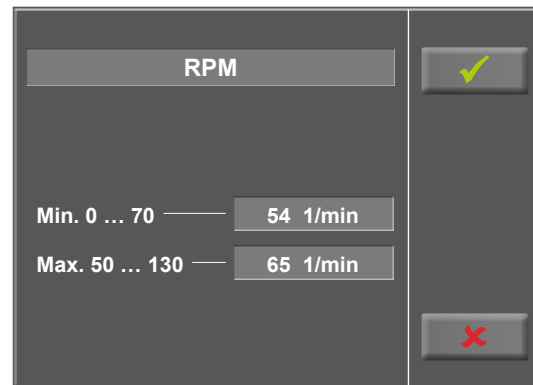 RPM
Min. 0 … 70 54 1/min
Max. 50 … 130 65 1/min